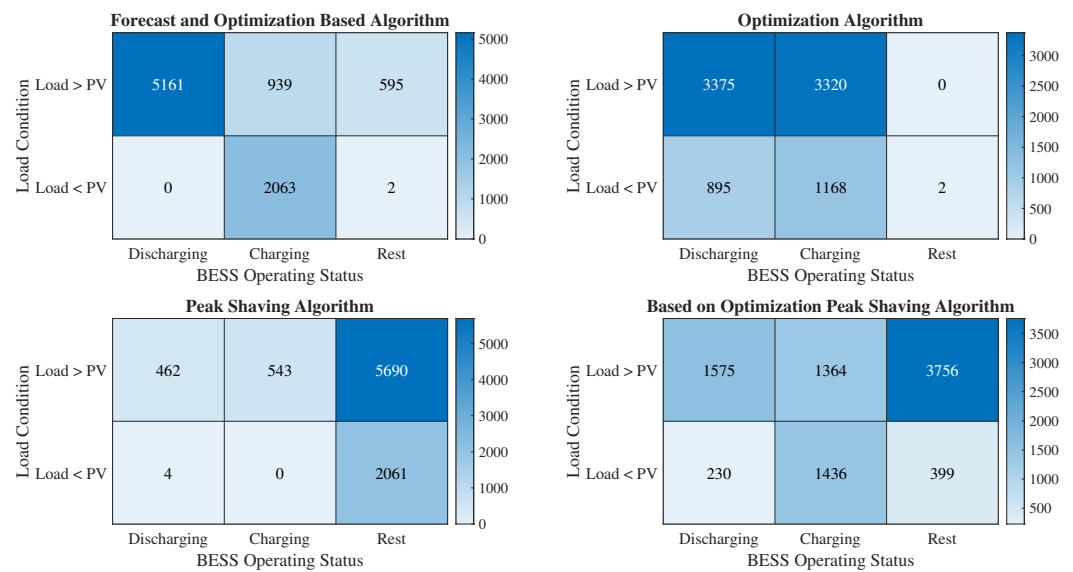 Forecast and Optimization Based Algorithm
Load Condition
Load > PV
5161 939 595
Load < PV
0 2063 2
Discharging Charging Rest
BESS Operating Status
5000
4000
3000
2000
1000
0
Optimization Algorithm
Load Condition
Load > PV
3375 3320 0
Load < PV
895 1168 2
Discharging Charging Rest
BESS Operating Status
3000
2500
2000
1500
1000
500
0
Peak Shaving Algorithm
Load Condition
Load > PV
462 543 5690
Load < PV
4 0 2061
Discharging Charging Rest
BESS Operating Status
5000
4000
3000
2000
1000
0
Based on Optimization Peak Shaving Algorithm
Load Condition
Load > PV
1575 1364 3756
Load < PV
230 1436 399
Discharging Charging Rest
BESS Operating Status
3500
3000
2500
2000
1500
1000
500